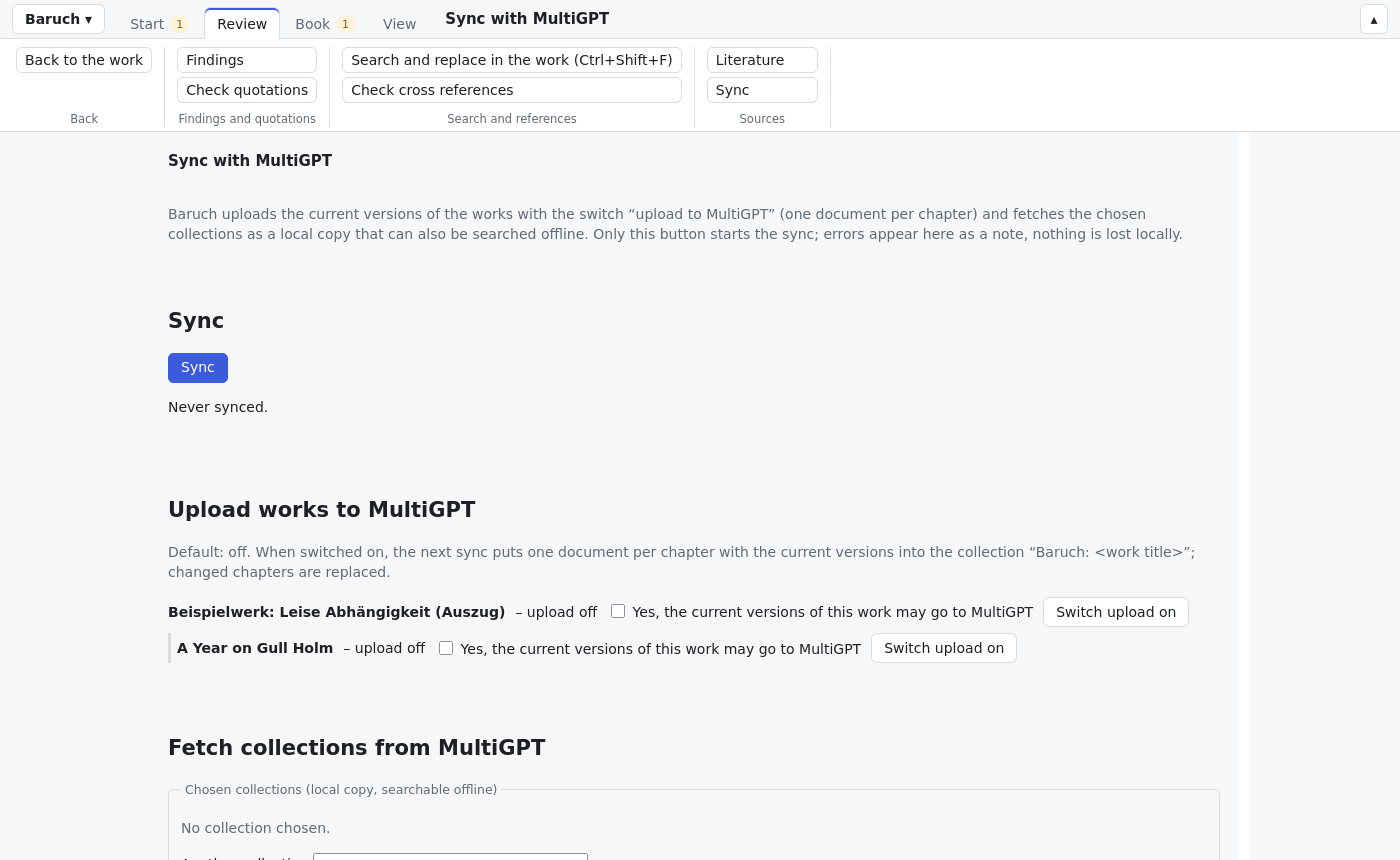 Baruch ▾ Start 1 Review Book 1 View Sync with MultiGPT ▴
Back to the work
Findings
Check quotations
Search and replace in the work (Ctrl+Shift+F)
Check cross references
Literature
Sync
Back Findings and quotations Search and references Sources
Sync with MultiGPT
Baruch uploads the current versions of the works with the switch “upload to MultiGPT” (one document per chapter) and fetches the chosen
collections as a local copy that can also be searched offline. Only this button starts the sync; errors appear here as a note, nothing is lost locally.
Sync
Sync
Never synced.
Upload works to MultiGPT
Default: off. When switched on, the next sync puts one document per chapter with the current versions into the collection “Baruch: <work title>”;
changed chapters are replaced.
Beispielwerk: Leise Abhängigkeit (Auszug) – upload off Yes, the current versions of this work may go to MultiGPT Switch upload on
A Year on Gull Holm – upload off Yes, the current versions of this work may go to MultiGPT Switch upload on
Fetch collections from MultiGPT
Chosen collections (local copy, searchable offline)
No collection chosen.